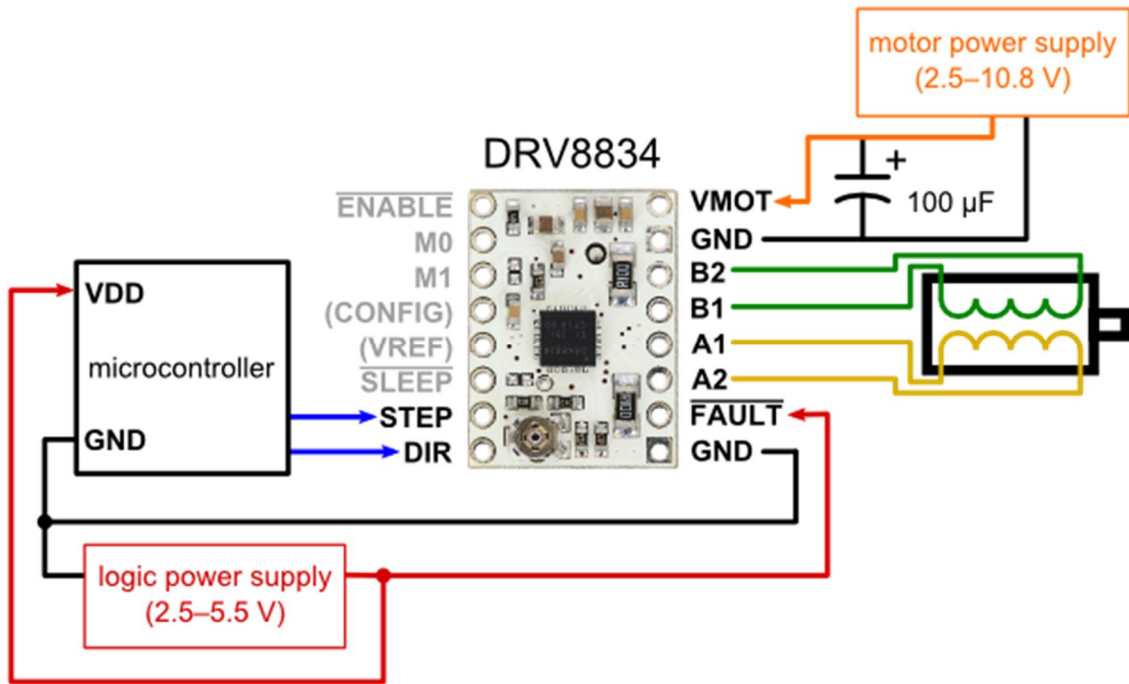 motor power supply
(2.5–10.8 V)
DRV8834
+
100 µF
ENABLE
M0
M1
(CONFIG)
(VREF)
SLEEP
STEP
DIR
VMOT
GND
B2
B1
A1
A2
FAULT
GND
R100
VDD
microcontroller
GND
logic power supply
(2.5–5.5 V)